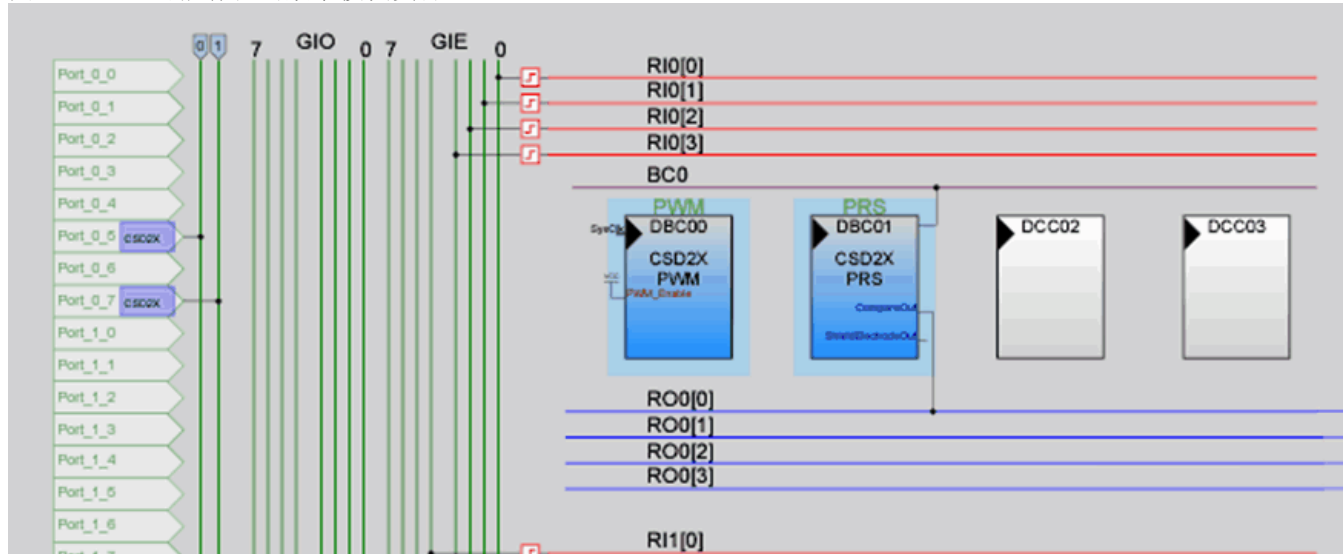 0 1 7 GIO 0 7 GIE 0
Port_0_0
Port_0_1
Port_0_2
Port_0_3
Port_0_4
Port_0_5 CSD2X
Port_0_6
Port_0_7 CSD2X
Port_1_0
Port_1_1
Port_1_2
Port_1_3
Port_1_4
Port_1_5
Port_1_6
RI0[0]
RI0[1]
RI0[2]
RI0[3]
BC0
PWM
SysClk
DBC00
CSD2X
PWM
VCC
PWM_Enable
PRS
DBC01
CSD2X
PRS
CompareOut
ShieldElectrodeOut
DCC02
DCC03
RO0[0]
RO0[1]
RO0[2]
RO0[3]
RI1[0]